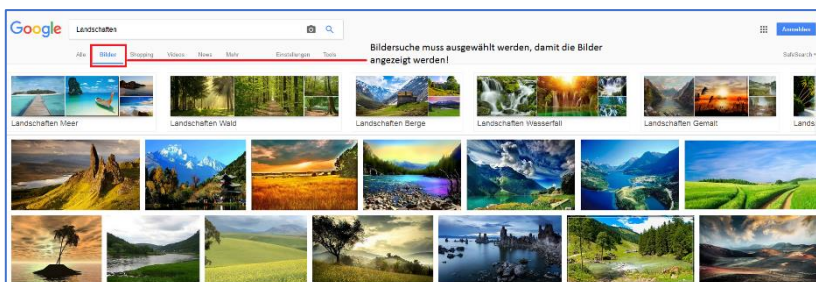 Google Landschaften Anmelden
Alle Bilder Shopping Videos News Mehr Einstellungen Tools SafeSearch
Bildersuche muss ausgewählt werden, damit die Bilder
angezeigt werden!
Landschaften Meer Landschaften Wald Landschaften Berge Landschaften Wasserfall Landschaften Gemalt Lands